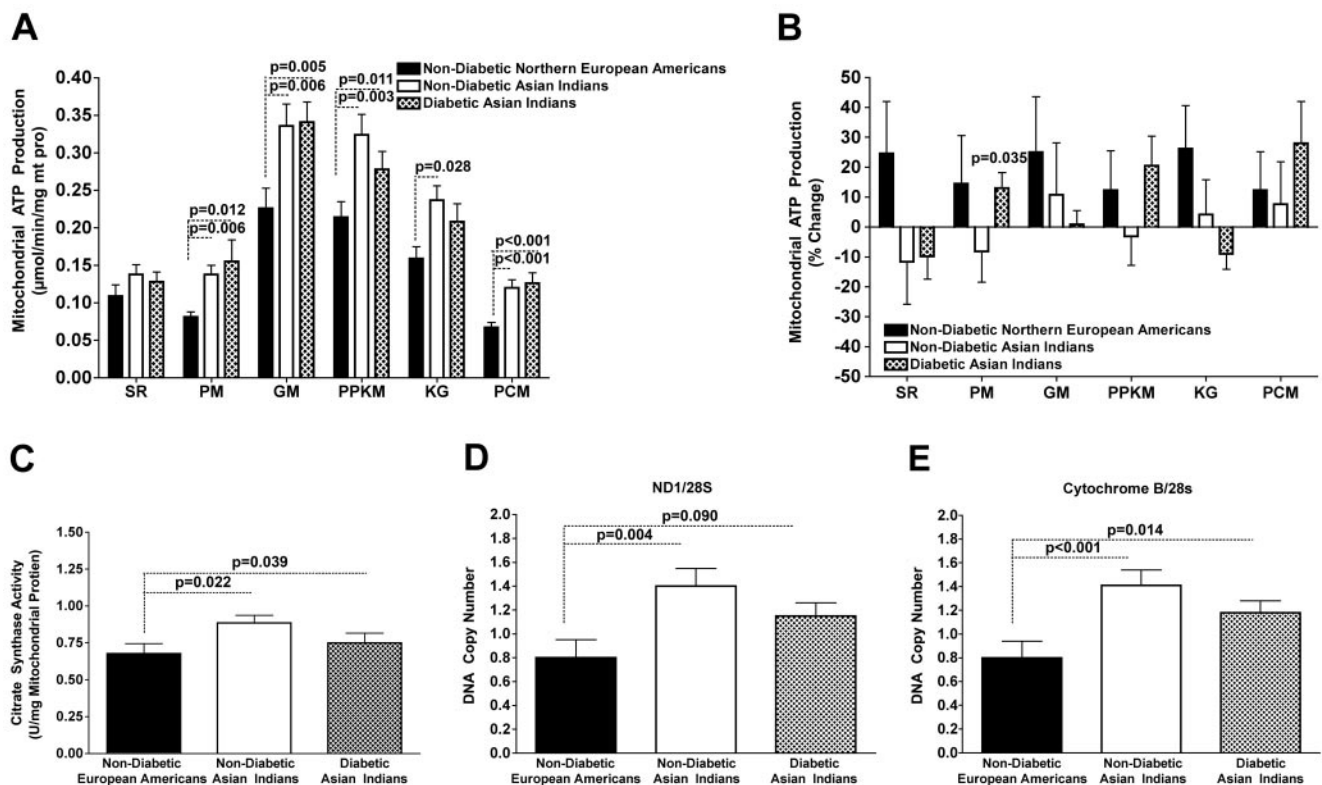 A
Mitochondrial ATP Production
(µmol/min/mg mt pro)
0.40
0.35
0.30
0.25
0.20
0.15
0.10
0.05
0.00
p=0.012
p=0.006
p=0.005
p=0.006
p=0.011
p=0.003
p=0.028
p<0.001
p<0.001
Non-Diabetic Northern European Americans
Non-Diabetic Asian Indians
Diabetic Asian Indians
SR PM GM PPKM KG PCM
B
Mitochondrial ATP Production
(% Change)
50
40
30
20
10
0
-10
-20
-30
-40
-50
p=0.035
Non-Diabetic Northern European Americans
Non-Diabetic Asian Indians
Diabetic Asian Indians
SR PM GM PPKM KG PCM
C
Citrate Synthase Activity
(U/mg Mitochondrial Protien)
1.50
1.25
1.00
0.75
0.50
0.25
0.00
p=0.039
p=0.022
Non-Diabetic Non-Diabetic Diabetic
European Americans Asian Indians Asian Indians
D
ND1/28S
DNA Copy Number
2.0
1.8
1.6
1.4
1.2
1.0
0.8
0.6
0.4
0.2
0.0
p=0.090
p=0.004
Non-Diabetic Non-Diabetic Diabetic
European Americans Asian Indians Asian Indians
E
Cytochrome B/28s
DNA Copy Number
2.0
1.8
1.6
1.4
1.2
1.0
0.8
0.6
0.4
0.2
0.0
p=0.014
p<0.001
Non-Diabetic Non-Diabetic Diabetic
European Americans Asian Indians Asian Indians